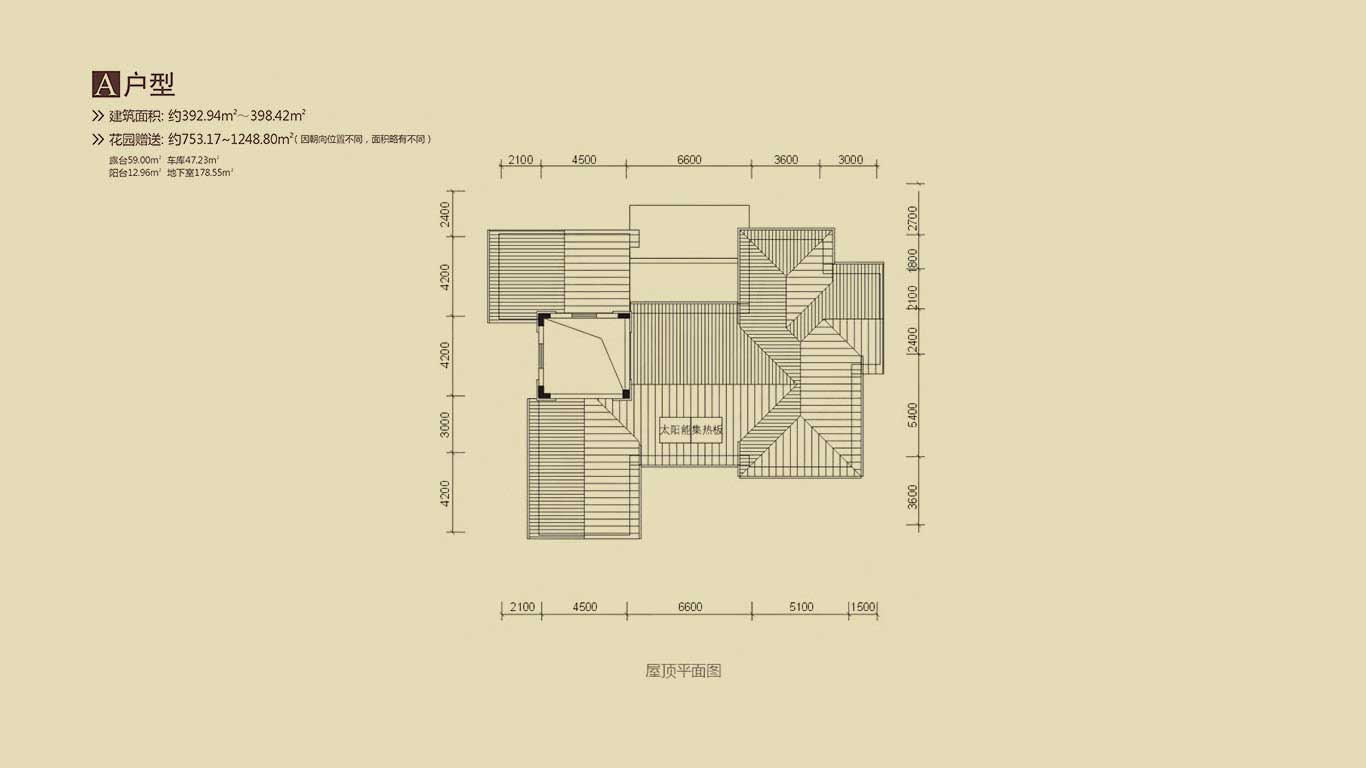 A户型
建筑面积: 约392.94m²～398.42m²
花园赠送: 约753.17~1248.80m²( 因朝向位置不同，面积略有不同 )
露台59.00m² 车库47.23m²
阳台12.96m² 地下室178.55m²
2100 4500 6600 3600 3000
2400
4200
4200
3000
4200
2700
1800
2100
2400
5400
3600
太阳能集热板
2100 4500 6600 5100 1500
屋顶平面图